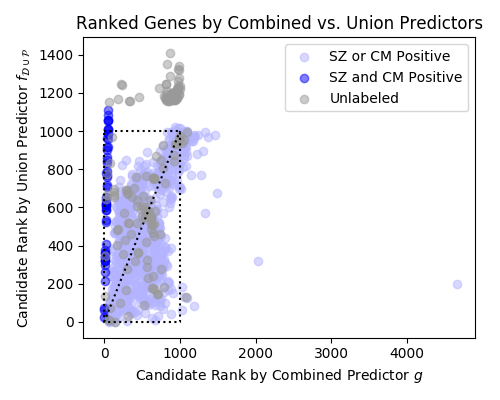 Ranked Genes by Combined vs. Union Predictors
Candidate Rank by Union Predictor f_{𝒟∪𝒫}
1400
1200
1000
800
600
400
200
0
SZ or CM Positive
SZ and CM Positive
Unlabeled
0 1000 2000 3000 4000
Candidate Rank by Combined Predictor g